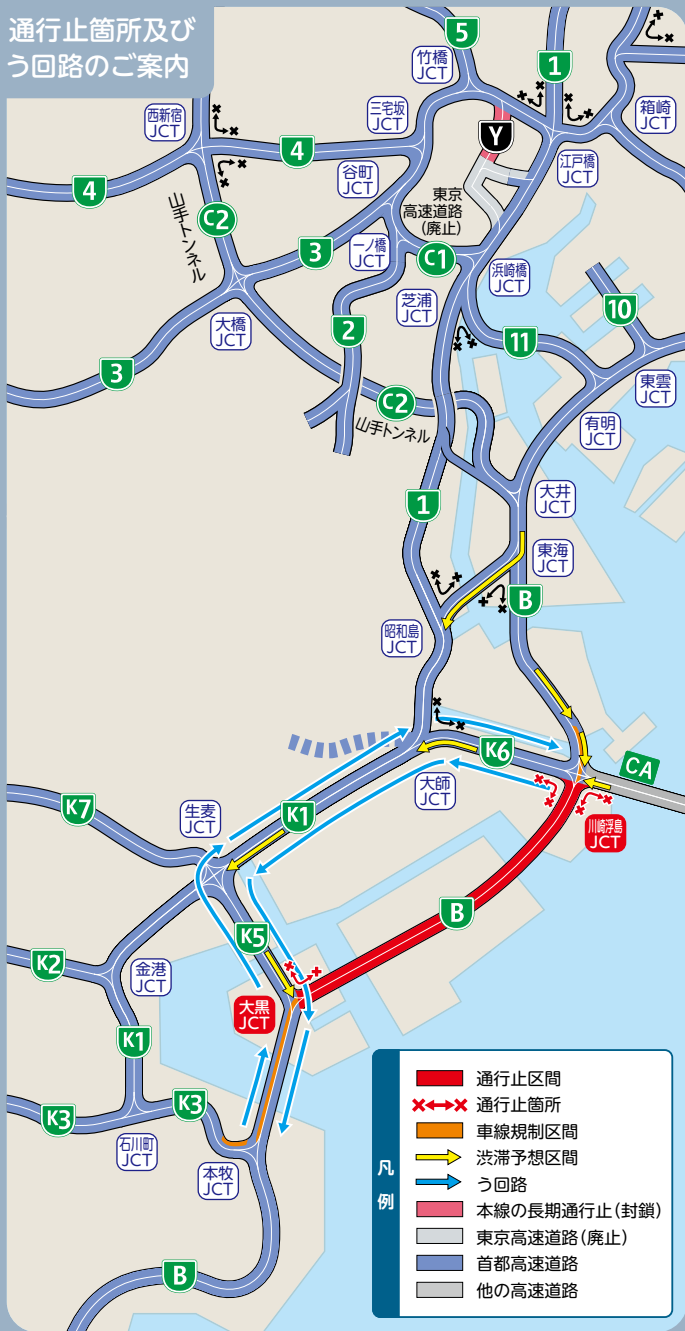 通行止箇所及び
う回路のご案内
5
竹橋
JCT
1
箱崎
JCT
西新宿
JCT
三宅坂
JCT
Y
4
4
谷町
JCT
江戸橋
JCT
山手トンネル
C2
東京
高速道路
(廃止)
3
一ノ橋
JCT
C1
浜崎橋
JCT
芝浦
JCT
大橋
JCT
2
11
10
3
C2
東雲
JCT
山手トンネル
有明
JCT
1
大井
JCT
東海
JCT
B
昭和島
JCT
K6
CA
大師
JCT
川崎浮島
JCT
K7
生麦
JCT
K1
B
K5
K2
金港
JCT
大黒
JCT
K1
K3
K3
石川町
JCT
本牧
JCT
B
凡例
通行止区間
通行止箇所
車線規制区間
渋滞予想区間
う回路
本線の長期通行止(封鎖)
東京高速道路(廃止)
首都高速道路
他の高速道路